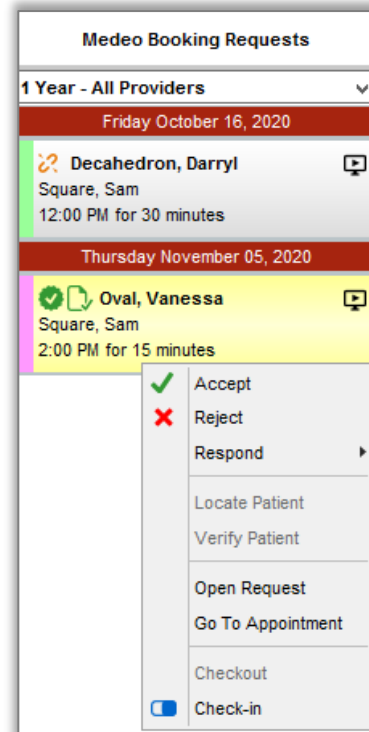 Medeo Booking Requests
1 Year - All Providers
Friday October 16, 2020
Decahedron, Darryl
Square, Sam
12:00 PM for 30 minutes
Thursday November 05, 2020
Oval, Vanessa
Square, Sam
2:00 PM for 15 minutes
Accept
Reject
Respond
Locate Patient
Verify Patient
Open Request
Go To Appointment
Checkout
Check-in